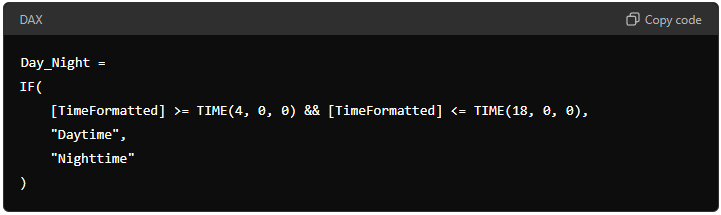 DAX
Copy code
Day_Night =
IF(
    [TimeFormatted] >= TIME(4, 0, 0) && [TimeFormatted] <= TIME(18, 0, 0),
    "Daytime",
    "Nighttime"
)